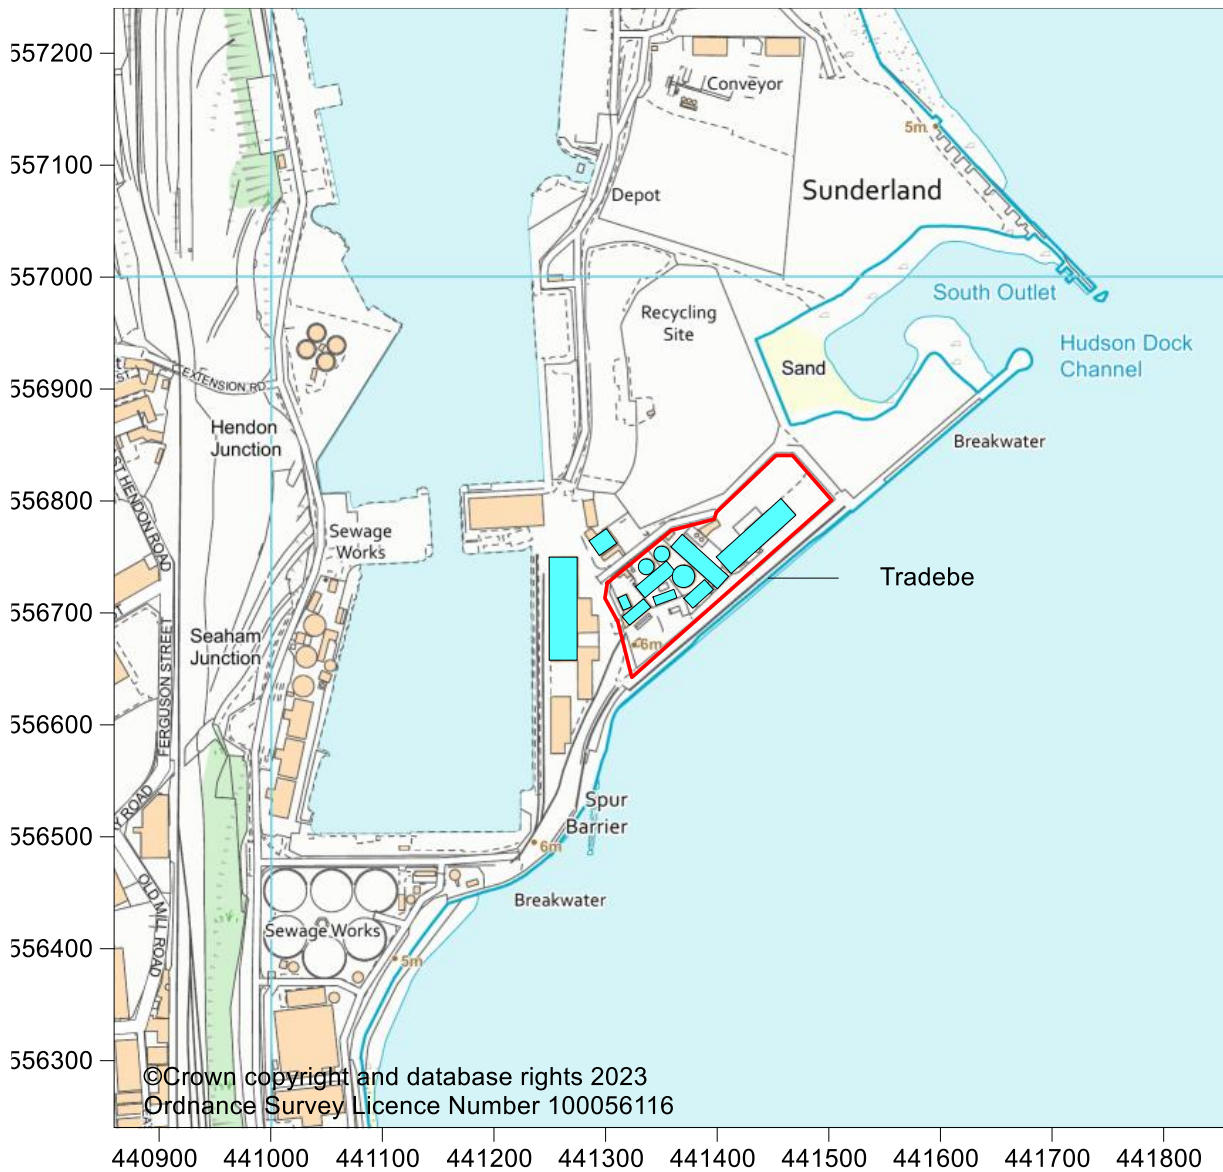 557200
557100
557000
556900
556800
556700
556600
556500
556400
556300
Conveyor
5m
Depot
Sunderland
South Outlet
Recycling
Site
Hudson Dock
Channel
Sand
EXTENSION RD
ST.
Hendon
Junction
Breakwater
ST HENDON ROAD
Sewage
Works
Tradebe
Seaham
Junction
6m
FERGUSON STREET
Spur
Barrier
Y ROAD
6m
OLD MILL ROAD
Breakwater
Sewage Works
5m
©Crown copyright and database rights 2023
Ordnance Survey Licence Number 100056116
440900 441000 441100 441200 441300 441400 441500 441600 441700 441800